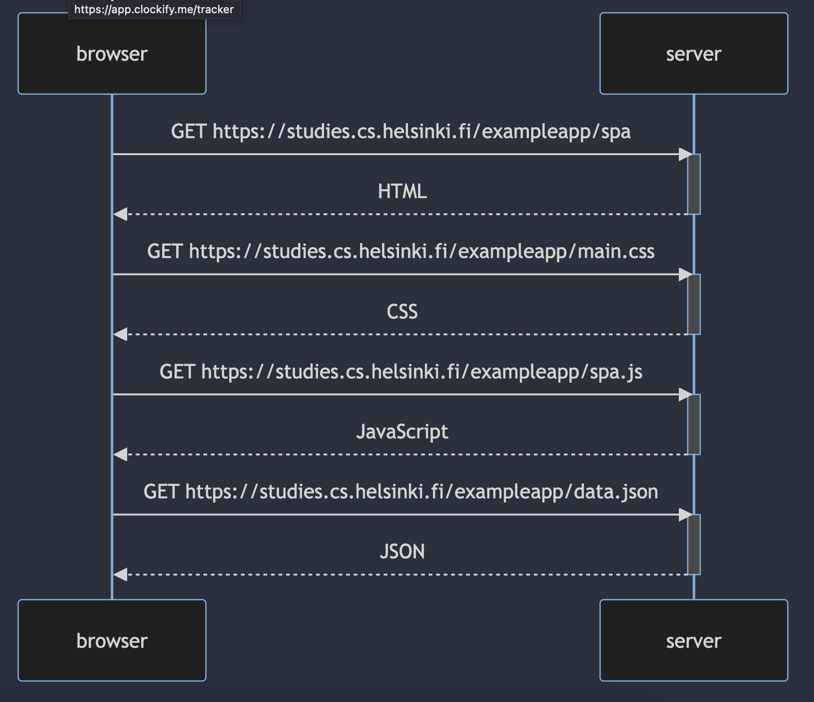 https://app.clockify.me/tracker
browser
server
GET https://studies.cs.helsinki.fi/exampleapp/spa
HTML
GET https://studies.cs.helsinki.fi/exampleapp/main.css
CSS
GET https://studies.cs.helsinki.fi/exampleapp/spa.js
JavaScript
GET https://studies.cs.helsinki.fi/exampleapp/data.json
JSON
browser
server